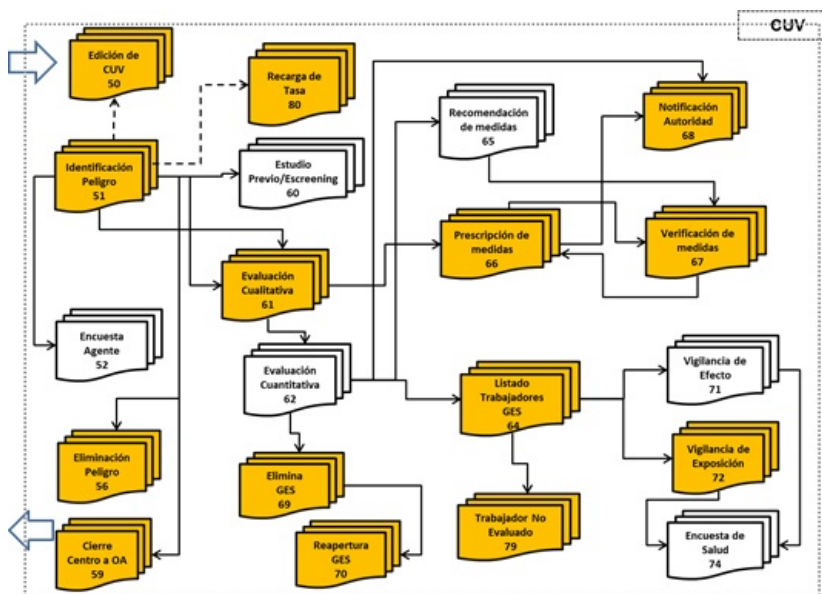 CUV
Edición de
CUV
50
Recarga de
Tasa
80
Recomendación
de medidas
65
Notificación
Autoridad
68
Identificación
Peligro
51
Estudio
Previo/Escreening
60
Prescripción de
medidas
66
Verificación de
medidas
67
Evaluación
Cualitativa
61
Encuesta
Agente
52
Evaluación
Cuantitativa
62
Listado
Trabajadores
GES
64
Vigilancia de
Efecto
71
Eliminación
Peligro
56
Elimina
GES
69
Vigilancia de
Exposición
72
Trabajador No
Evaluado
79
Cierre
Centro a OA
59
Reapertura
GES
70
Encuesta de
Salud
74